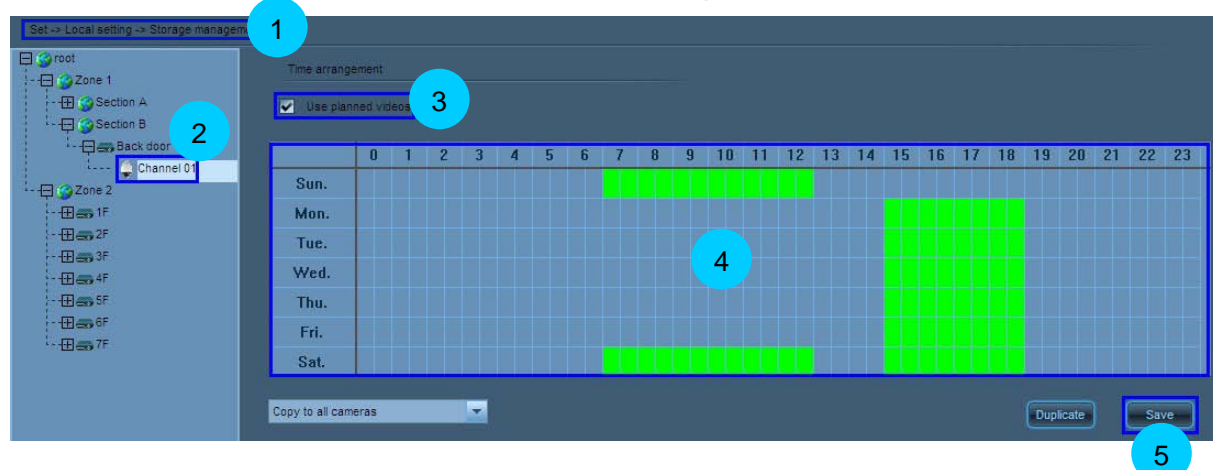 Set -> Local setting -> Storage managem
1
root
Zone 1
Section A
Section B
2
Back door
Channel 01
Zone 2
1F
2F
3F
4F
5F
6F
7F
Time arrangement
Use planned videos
3
0 1 2 3 4 5 6 7 8 9 10 11 12 13 14 15 16 17 18 19 20 21 22 23
Sun.
Mon.
Tue.
Wed.
Thu.
Fri.
Sat.
4
Copy to all cameras
Duplicate
Save
5